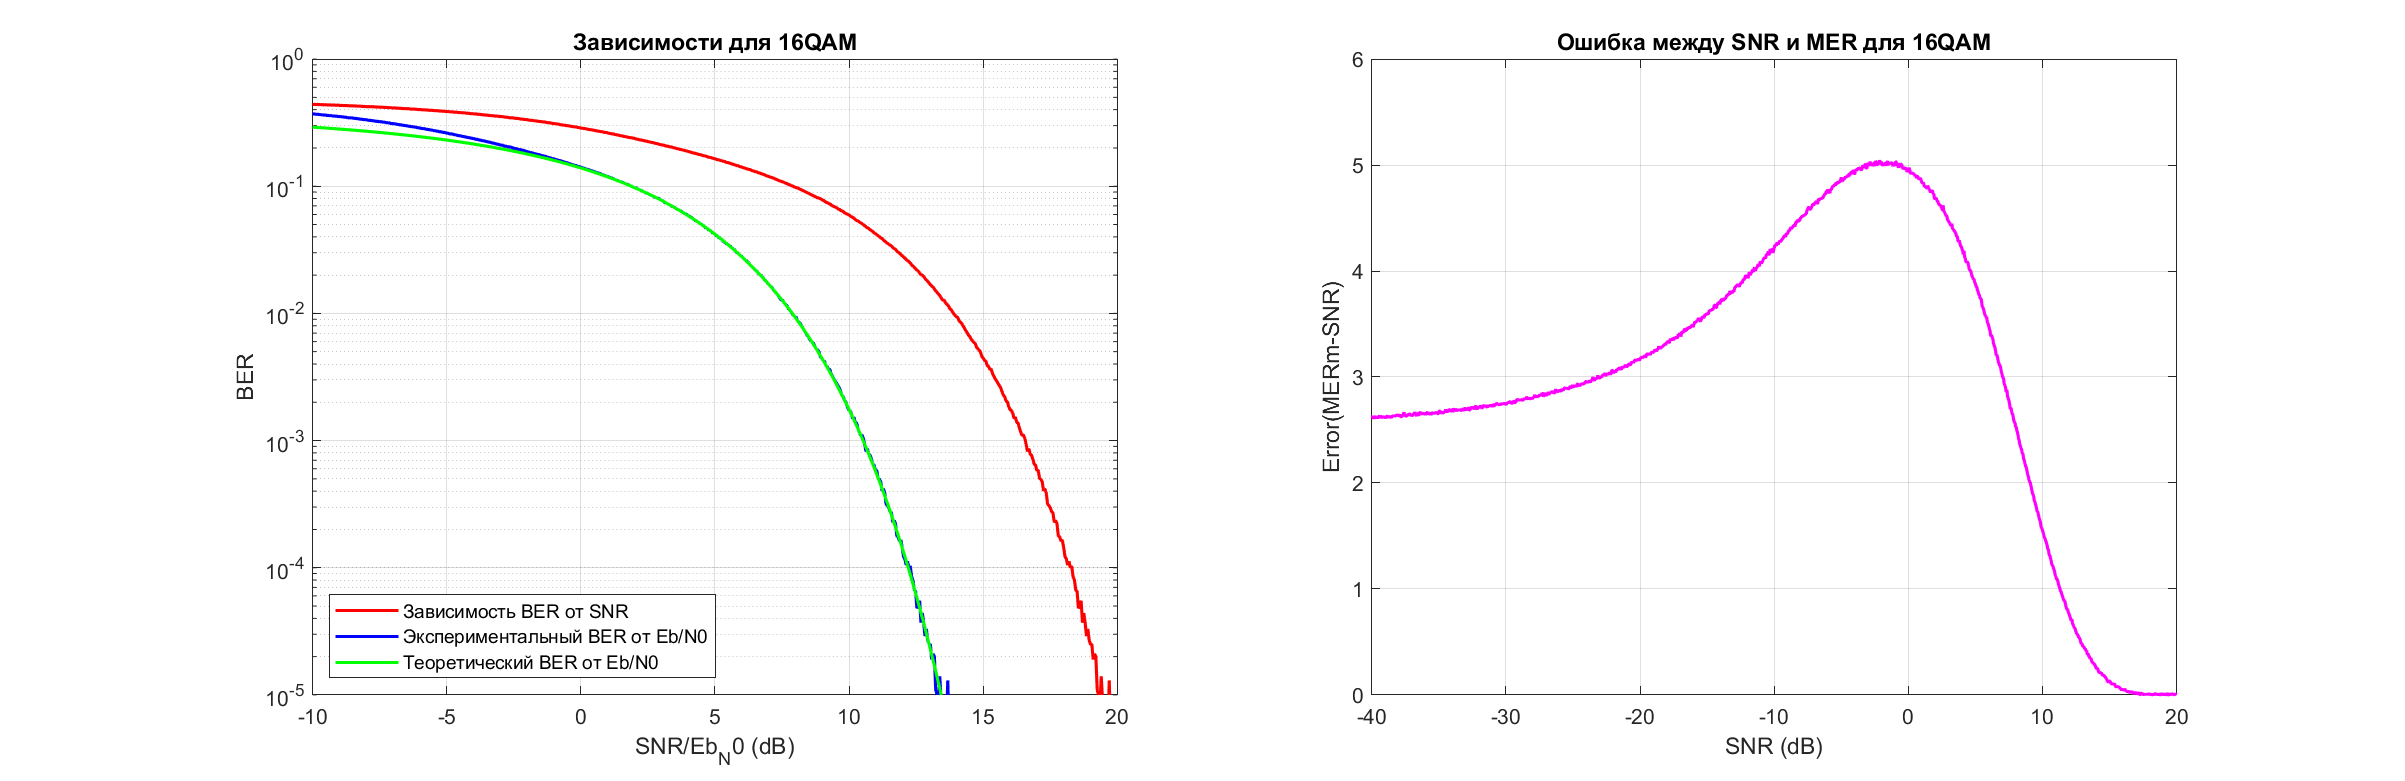 Зависимости для 16QAM
10^0
10^-1
10^-2
10^-3
10^-4
10^-5
BER
Зависимость BER от SNR
Экспериментальный BER от Eb/N0
Теоретический BER от Eb/N0
-10 -5 0 5 10 15 20
SNR/Eb_N0 (dB)
Ошибка между SNR и MER для 16QAM
6
5
4
3
2
1
0
Error(MERm-SNR)
-40 -30 -20 -10 0 10 20
SNR (dB)